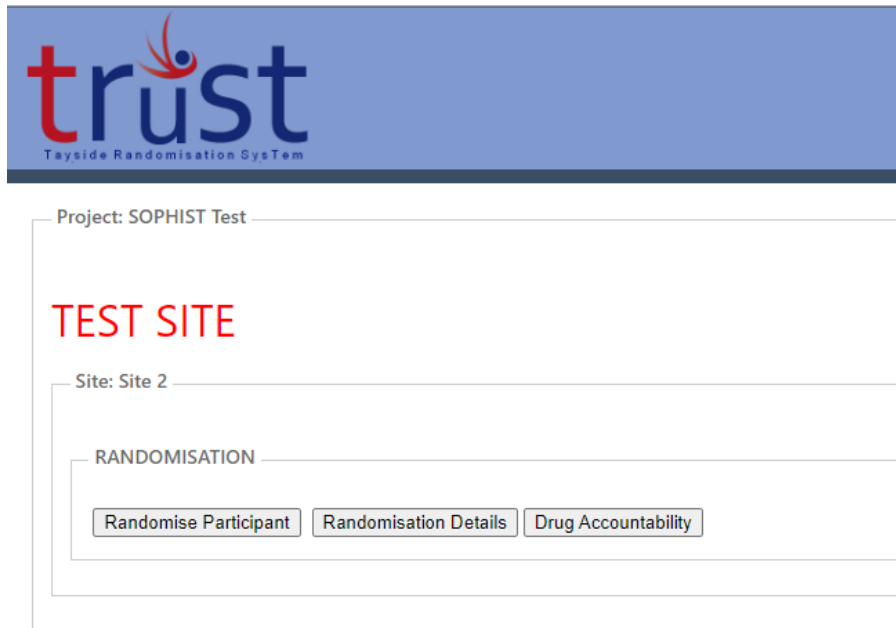 trust
Tayside Randomisation SysTem
Project: SOPHIST Test
TEST SITE
Site: Site 2
RANDOMISATION
Randomise Participant Randomisation Details Drug Accountability